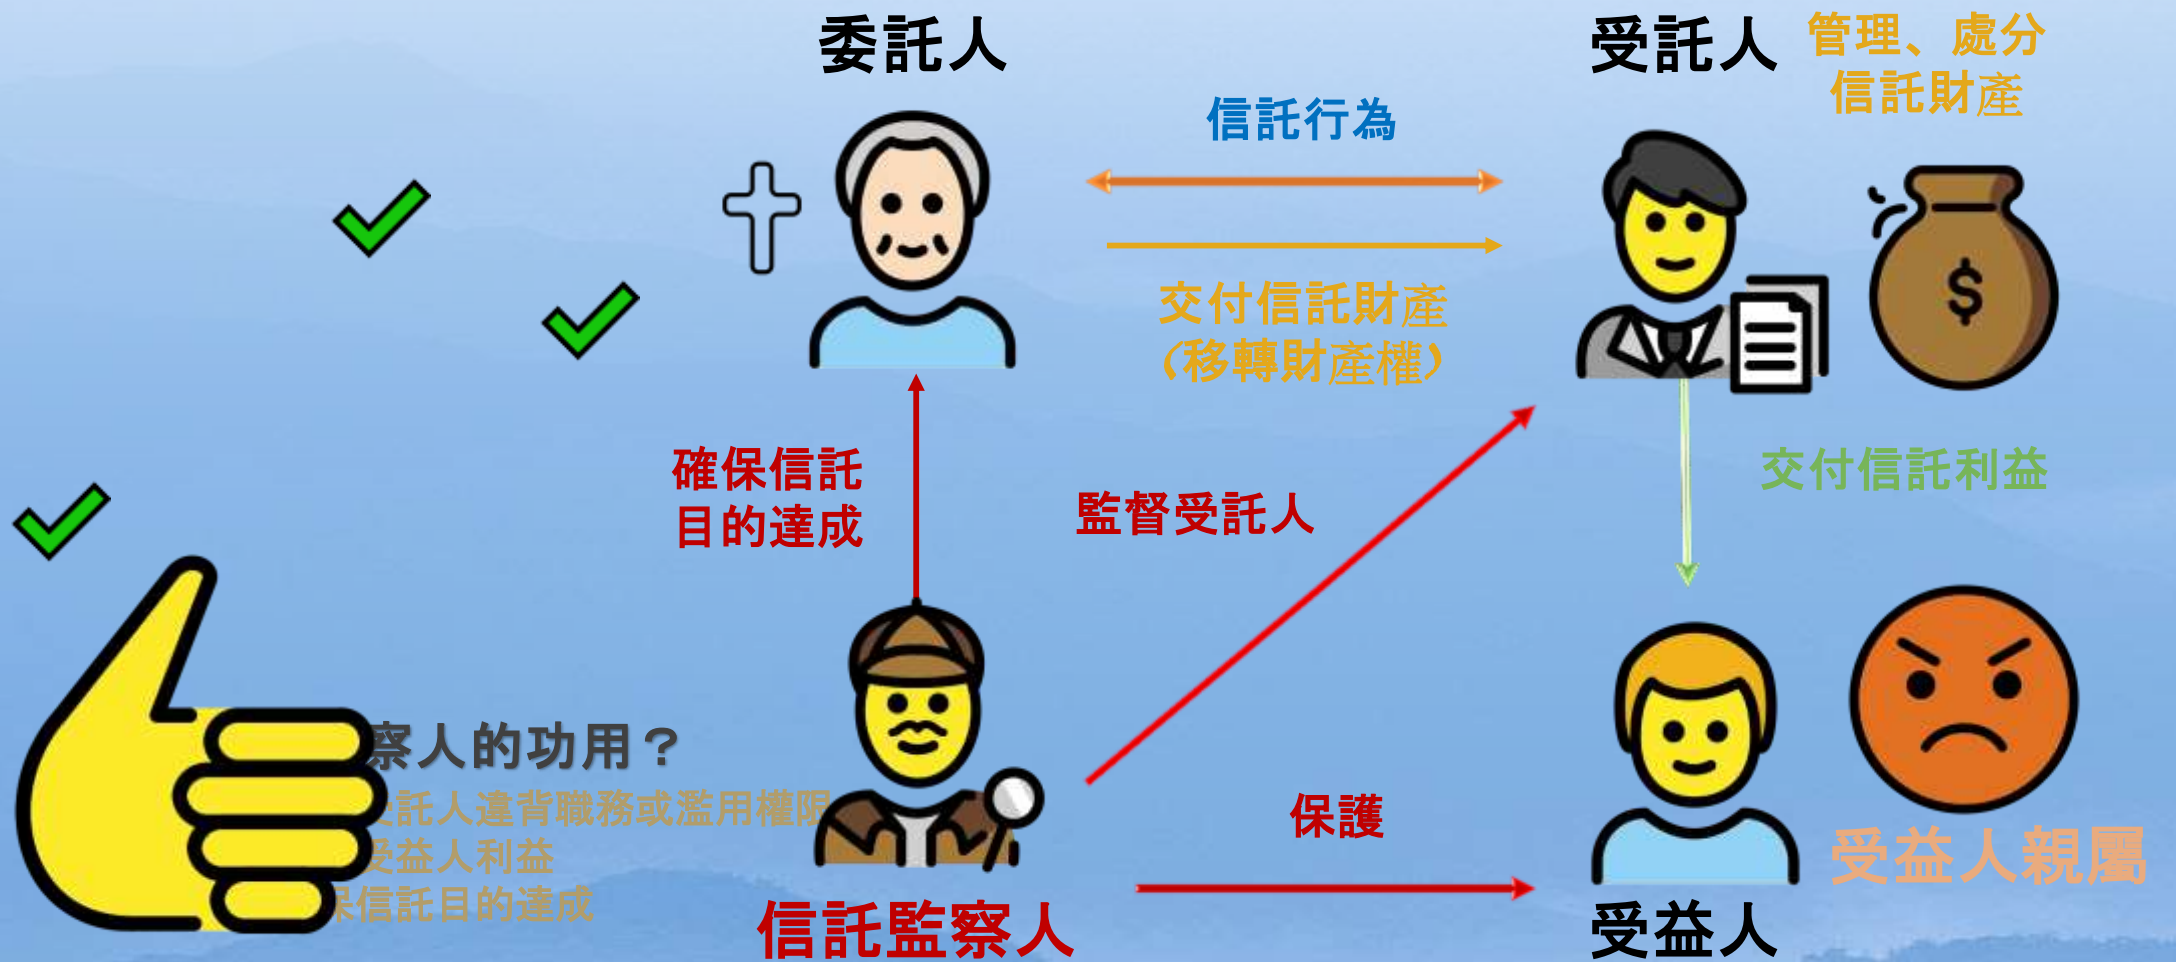 委託人
受託人
管理、處分
信託財產
信託行為
交付信託財產
(移轉財產權)
確保信託
目的達成
監督受託人
交付信託利益
察人的功用？
託人違背職務或濫用權限
受益人利益
保信託目的達成
保護
受益人親屬
信託監察人
受益人
$